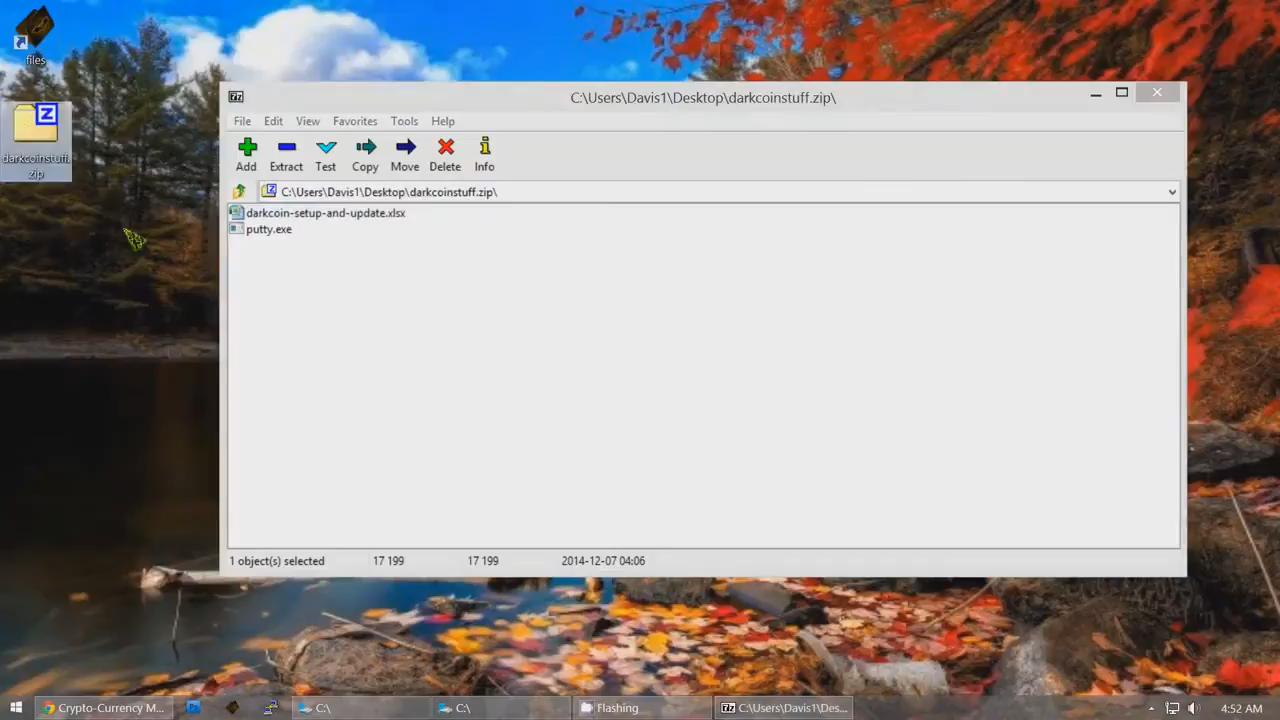 files
darkcoinstuff.
zip
C:\Users\Davis1\Desktop\darkcoinstuff.zip\
File Edit View Favorites Tools Help
Add Extract Test Copy Move Delete Info
C:\Users\Davis1\Desktop\darkcoinstuff.zip\
darkcoin-setup-and-update.xlsx
putty.exe
1 object(s) selected 17 199 17 199 2014-12-07 04:06
Crypto-Currency M... C:\ C:\ Flashing C:\Users\Davis1\Des... 4:52 AM